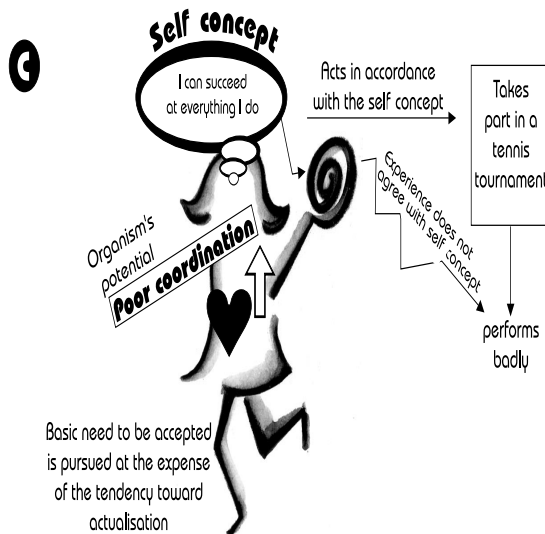 C
Self concept
I can succeed
at everything I do
Acts in accordance
with the self concept
Takes
part in a
tennis
tournament
Experience does not
agree with self concept
Organism's
potential
Poor coordination
performs
badly
Basic need to be accepted
is pursued at the expense
of the tendency toward
actualisation